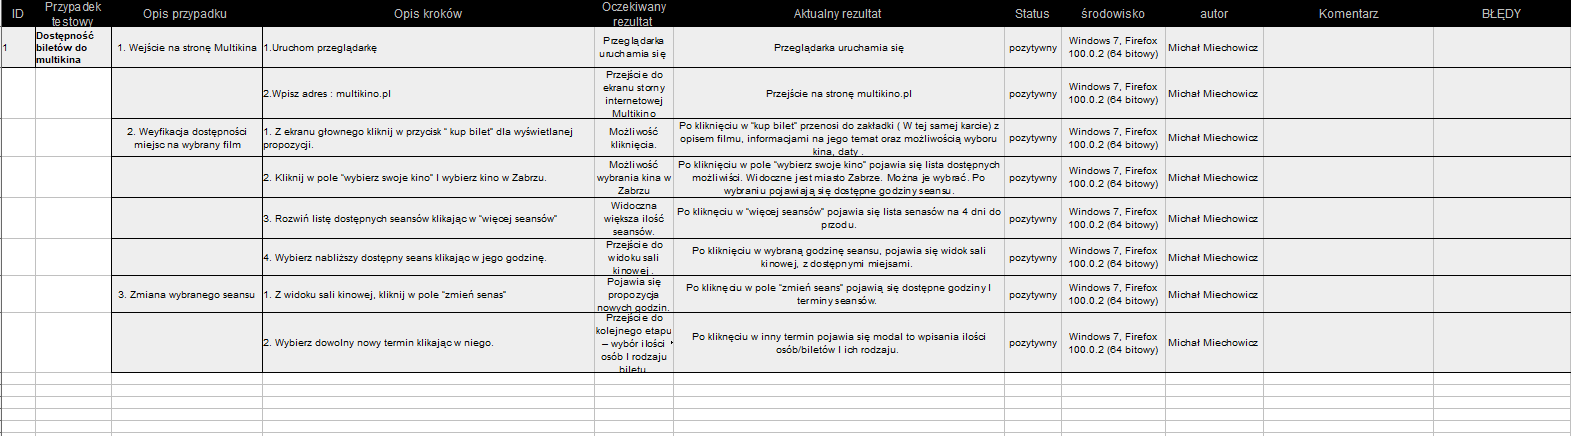 ID
Przypadek
testowy
Opis przypadku
Opis kroków
Oczekiwany
rezultat
Aktualny rezultat
Status
środowisko
autor
Komentarz
BŁĘDY
1
Dostępność
biletów do
multikina
1. Wejście na stronę Multikina
1.Uruchom przeglądarkę
Przeglądarka
uruchamia się
Przeglądarka uruchamia się
pozytywny
Windows 7, Firefox
100.0.2 (64 bitowy)
Michał Miechowicz
2.Wpisz adres : multikino.pl
Przejście do
ekranu storny
internetowej
Multikino
Przejście na stronę multikino.pl
pozytywny
Windows 7, Firefox
100.0.2 (64 bitowy)
Michał Miechowicz
2. Weyfikacja dostępności
miejsc na wybrany film
1. Z ekranu głownego kliknij w przycisk " kup bilet" dla wyświetlanej
propozycji.
Możliwość
kliknięcia.
Po kliknięciu w "kup bilet" przenosi do zakładki ( W tej samej karcie) z
opisem filmu, informacjami na jego temat oraz możliwością wyboru
kina, daty .
pozytywny
Windows 7, Firefox
100.0.2 (64 bitowy)
Michał Miechowicz
2. Kliknij w pole "wybierz swoje kino" I wybierz kino w Zabrzu.
Możliwość
wybrania kina w
Zabrzu
Po kliknięciu w pole "wybierz swoje kino" pojawia się lista dostępnych
możliwiści. Widoczne jest miasto Zabrze. Można je wybrać. Po
wybraniu pojawiają się dostępne godziny seansu.
pozytywny
Windows 7, Firefox
100.0.2 (64 bitowy)
Michał Miechowicz
3. Rozwiń listę dostępnych seansów klikając w "więcej seansów"
Widoczna
większa ilość
seansów.
Po kliknęciu w "więcej seansów" pojawia się lista senasów na 4 dni do
przodu.
pozytywny
Windows 7, Firefox
100.0.2 (64 bitowy)
Michał Miechowicz
4. Wybierz nabliższy dostępny seans klikając w jego godzinę.
Przejście do
widoku sali
kinowej .
Po kliknięciu w wybraną godzinę seansu, pojawia się widok sali
kinowej, z dostępnymi miejsami.
pozytywny
Windows 7, Firefox
100.0.2 (64 bitowy)
Michał Miechowicz
3. Zmiana wybranego seansu
1. Z widoku sali kinowej, kliknij w pole "zmień senas"
Pojawia się
propozycja
nowych godzin.
Po kliknęciu w pole "zmień seans" pojawią się dostępne godziny I
terminy seansów.
pozytywny
Windows 7, Firefox
100.0.2 (64 bitowy)
Michał Miechowicz
2. Wybierz dowolny nowy termin klikając w niego.
Przejście do
kolejnego etapu
– wybór ilości
osób I rodzaju
biletu
Po kliknęciu w inny termin pojawia się modal to wpisania ilości
osób/biletów I ich rodzaju.
pozytywny
Windows 7, Firefox
100.0.2 (64 bitowy)
Michał Miechowicz